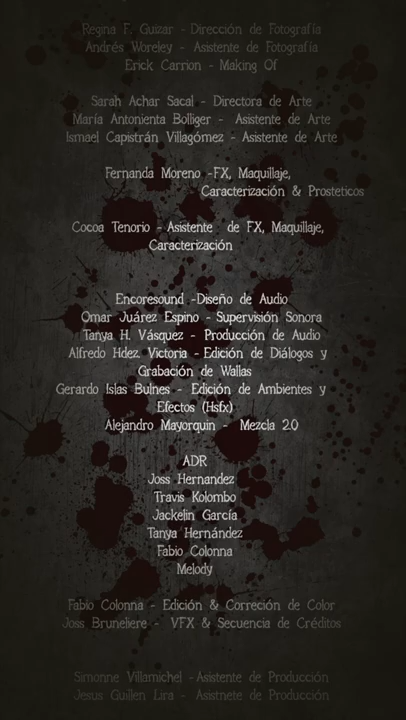 Regina F. Guizar - Dirección de Fotografía
Andrés Woreley - Asistente de Fotografía
Erick Carrion - Making Of
Sarah Achar Sacal - Directora de Arte
María Antonienta Bolliger - Asistente de Arte
Ismael Capistrán Villagómez - Asistente de Arte
Fernanda Moreno -FX, Maquillaje,
Caracterización & Prosteticos
Cocoa Tenorio - Asistente de FX, Maquillaje,
Caracterización
Encoresound -Diseño de Audio
Omar Juárez Espino - Supervisión Sonora
Tanya H. Vásquez - Producción de Audio
Alfredo Hdez. Victoria - Edición de Diálogos y
Grabación de Wallas
Gerardo Islas Bulnes - Edición de Ambientes y
Efectos (Hsfx)
Alejandro Mayorquin - Mezcla 2.0
ADR
Joss Hernandez
Travis Kolombo
Jackelin García
Tanya Hernández
Fabio Colonna
Melody
Fabio Colonna - Edición & Correción de Color
Joss Bruneliere - VFX & Secuencia de Créditos
Simonne Villamichel -Asistente de Producción
Jesus Guillen Lira - Asistnete de Producción